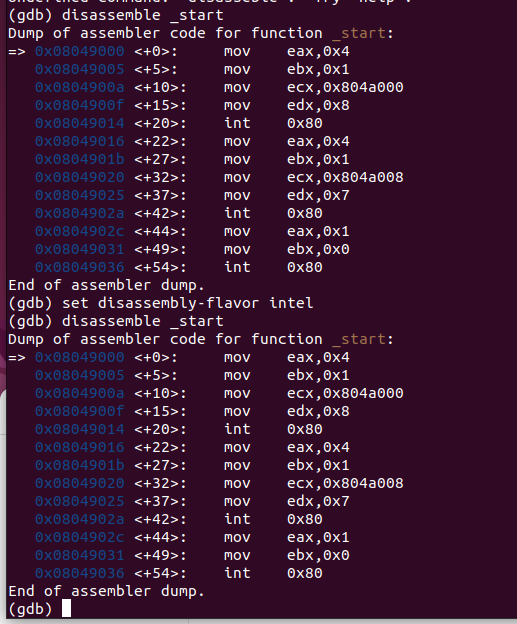 (gdb) disassemble _start
Dump of assembler code for function _start:
=> 0x08049000 <+0>: mov eax,0x4
0x08049005 <+5>: mov ebx,0x1
0x0804900a <+10>: mov ecx,0x804a000
0x0804900f <+15>: mov edx,0x8
0x08049014 <+20>: int 0x80
0x08049016 <+22>: mov eax,0x4
0x0804901b <+27>: mov ebx,0x1
0x08049020 <+32>: mov ecx,0x804a008
0x08049025 <+37>: mov edx,0x7
0x0804902a <+42>: int 0x80
0x0804902c <+44>: mov eax,0x1
0x08049031 <+49>: mov ebx,0x0
0x08049036 <+54>: int 0x80
End of assembler dump.
(gdb) set disassembly-flavor intel
(gdb) disassemble _start
Dump of assembler code for function _start:
=> 0x08049000 <+0>: mov eax,0x4
0x08049005 <+5>: mov ebx,0x1
0x0804900a <+10>: mov ecx,0x804a000
0x0804900f <+15>: mov edx,0x8
0x08049014 <+20>: int 0x80
0x08049016 <+22>: mov eax,0x4
0x0804901b <+27>: mov ebx,0x1
0x08049020 <+32>: mov ecx,0x804a008
0x08049025 <+37>: mov edx,0x7
0x0804902a <+42>: int 0x80
0x0804902c <+44>: mov eax,0x1
0x08049031 <+49>: mov ebx,0x0
0x08049036 <+54>: int 0x80
End of assembler dump.
(gdb)